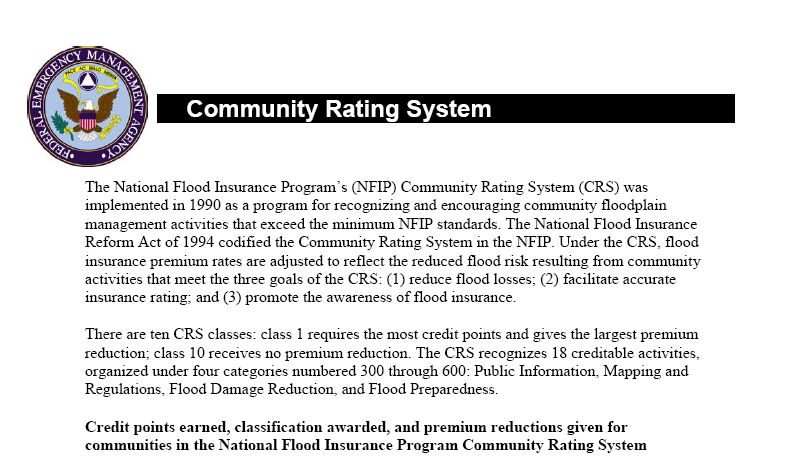 FEDERAL EMERGENCY MANAGEMENT AGENCY
Community Rating System
The National Flood Insurance Program’s (NFIP) Community Rating System (CRS) was
implemented in 1990 as a program for recognizing and encouraging community floodplain
management activities that exceed the minimum NFIP standards. The National Flood Insurance
Reform Act of 1994 codified the Community Rating System in the NFIP. Under the CRS, flood
insurance premium rates are adjusted to reflect the reduced flood risk resulting from community
activities that meet the three goals of the CRS: (1) reduce flood losses; (2) facilitate accurate
insurance rating; and (3) promote the awareness of flood insurance.
There are ten CRS classes: class 1 requires the most credit points and gives the largest premium
reduction; class 10 receives no premium reduction. The CRS recognizes 18 creditable activities,
organized under four categories numbered 300 through 600: Public Information, Mapping and
Regulations, Flood Damage Reduction, and Flood Preparedness.
Credit points earned, classification awarded, and premium reductions given for
communities in the National Flood Insurance Program Community Rating System